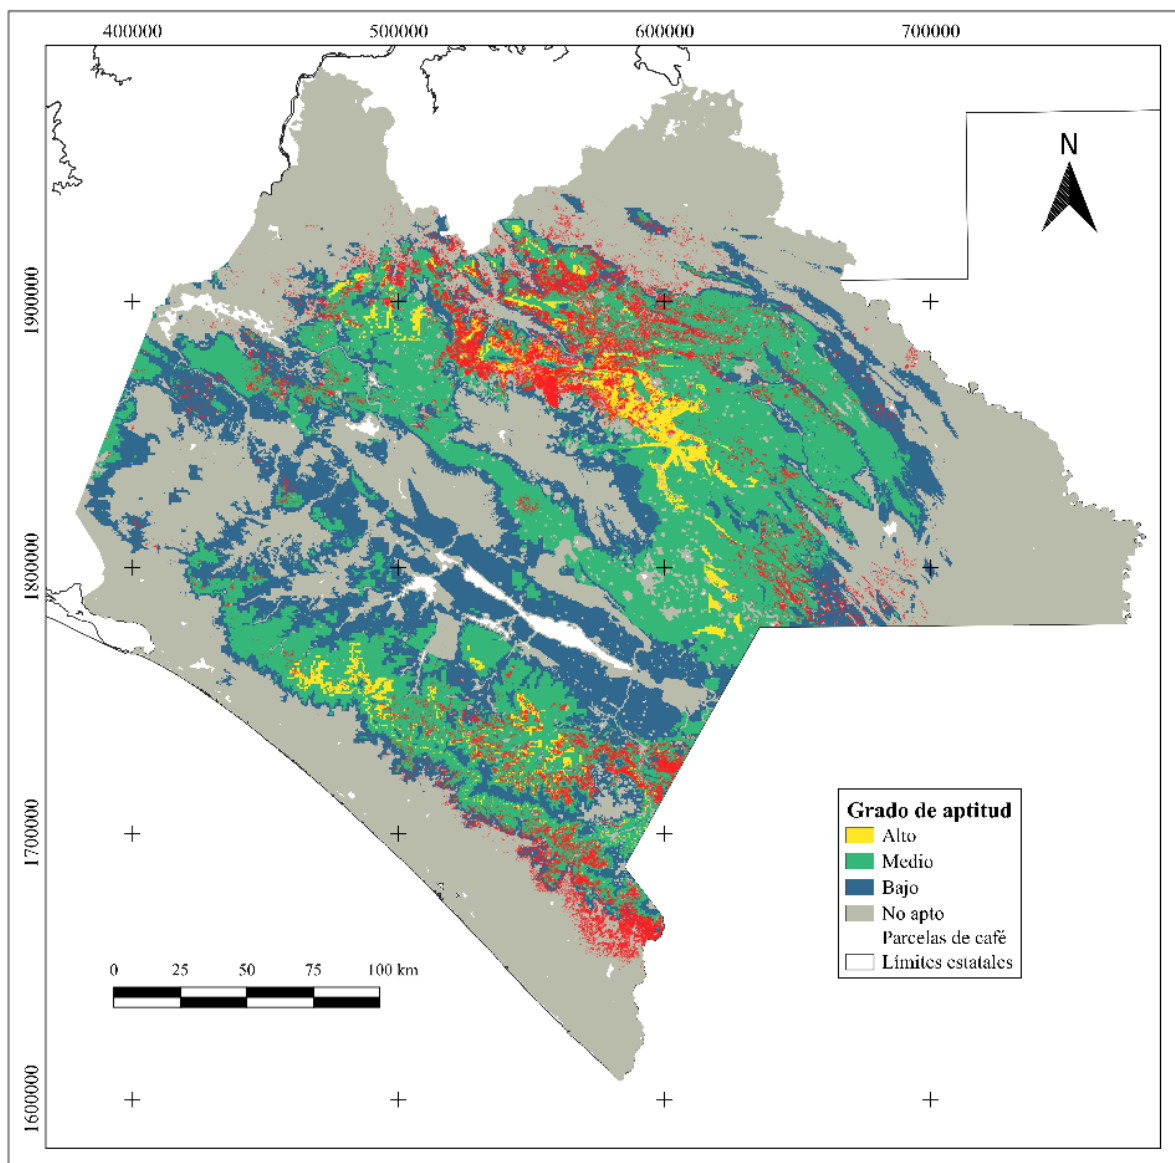 400000 500000 600000 700000
N
1900000
1800000
1700000
1600000
Grado de aptitud
Alto
Medio
Bajo
No apto
Parcelas de café
Límites estatales
0 25 50 75 100 km